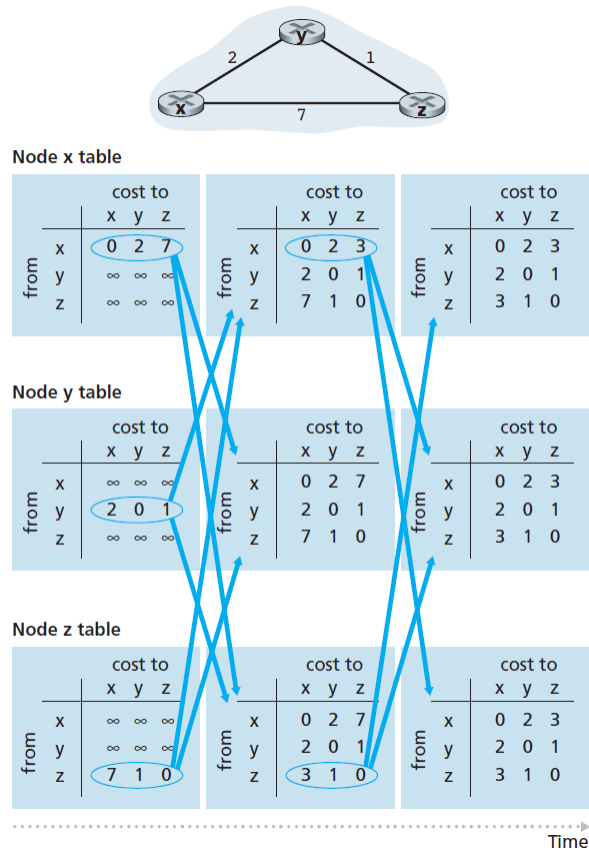 y
2 1
x z
7
Node x table
cost to cost to cost to
x y z x y z x y z
x 0 2 7 x 0 2 3 x 0 2 3
from y ∞ ∞ ∞ from y 2 0 1 from y 2 0 1
z ∞ ∞ ∞ z 7 1 0 z 3 1 0
Node y table
cost to cost to cost to
x y z x y z x y z
x ∞ ∞ ∞ x 0 2 7 x 0 2 3
from y 2 0 1 from y 2 0 1 from y 2 0 1
z ∞ ∞ ∞ z 7 1 0 z 3 1 0
Node z table
cost to cost to cost to
x y z x y z x y z
x ∞ ∞ ∞ x 0 2 7 x 0 2 3
from y ∞ ∞ ∞ from y 2 0 1 from y 2 0 1
z 7 1 0 z 3 1 0 z 3 1 0
Time